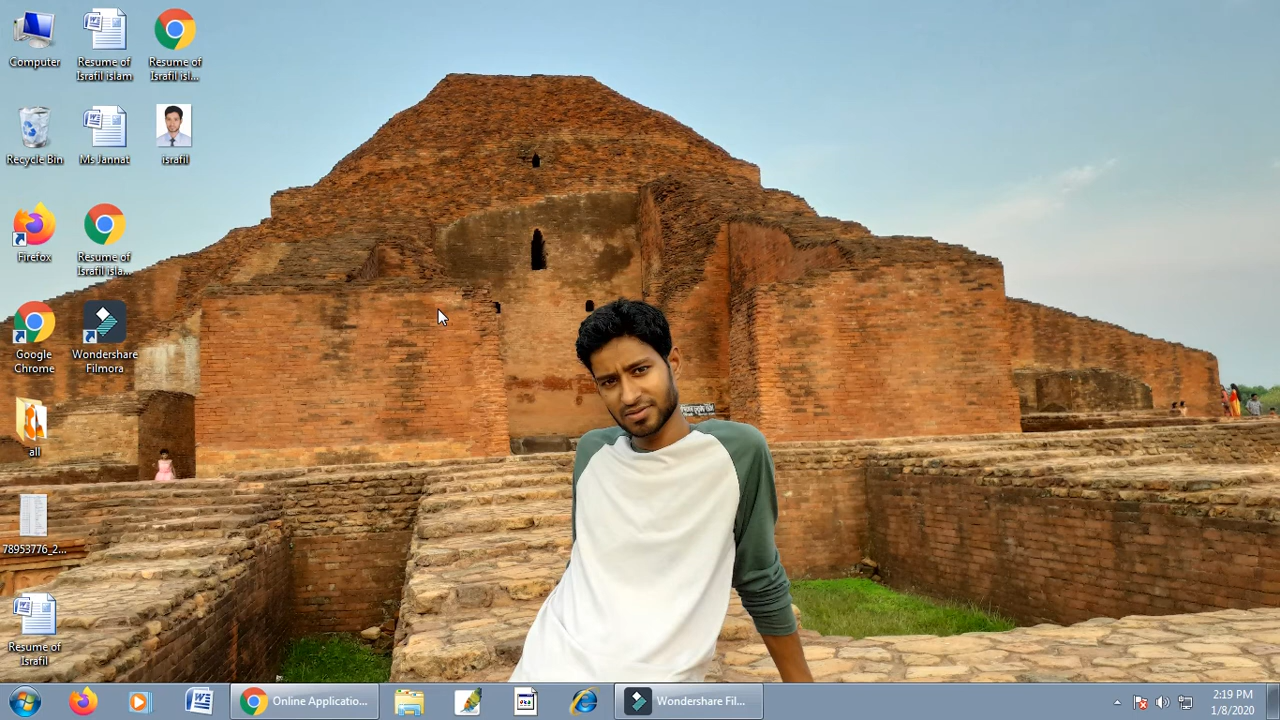 Computer
Resume of
Israfil islam
Resume of
Israfil isl...
Recycle Bin
Ms Jannat
israfil
Firefox
Resume of
Israfil isla...
Google
Chrome
Wondershare
Filmora
all
78953776_2...
Resume of
Israfil
Online Applicatio...
Wondershare Fil...
2:19 PM
1/8/2020